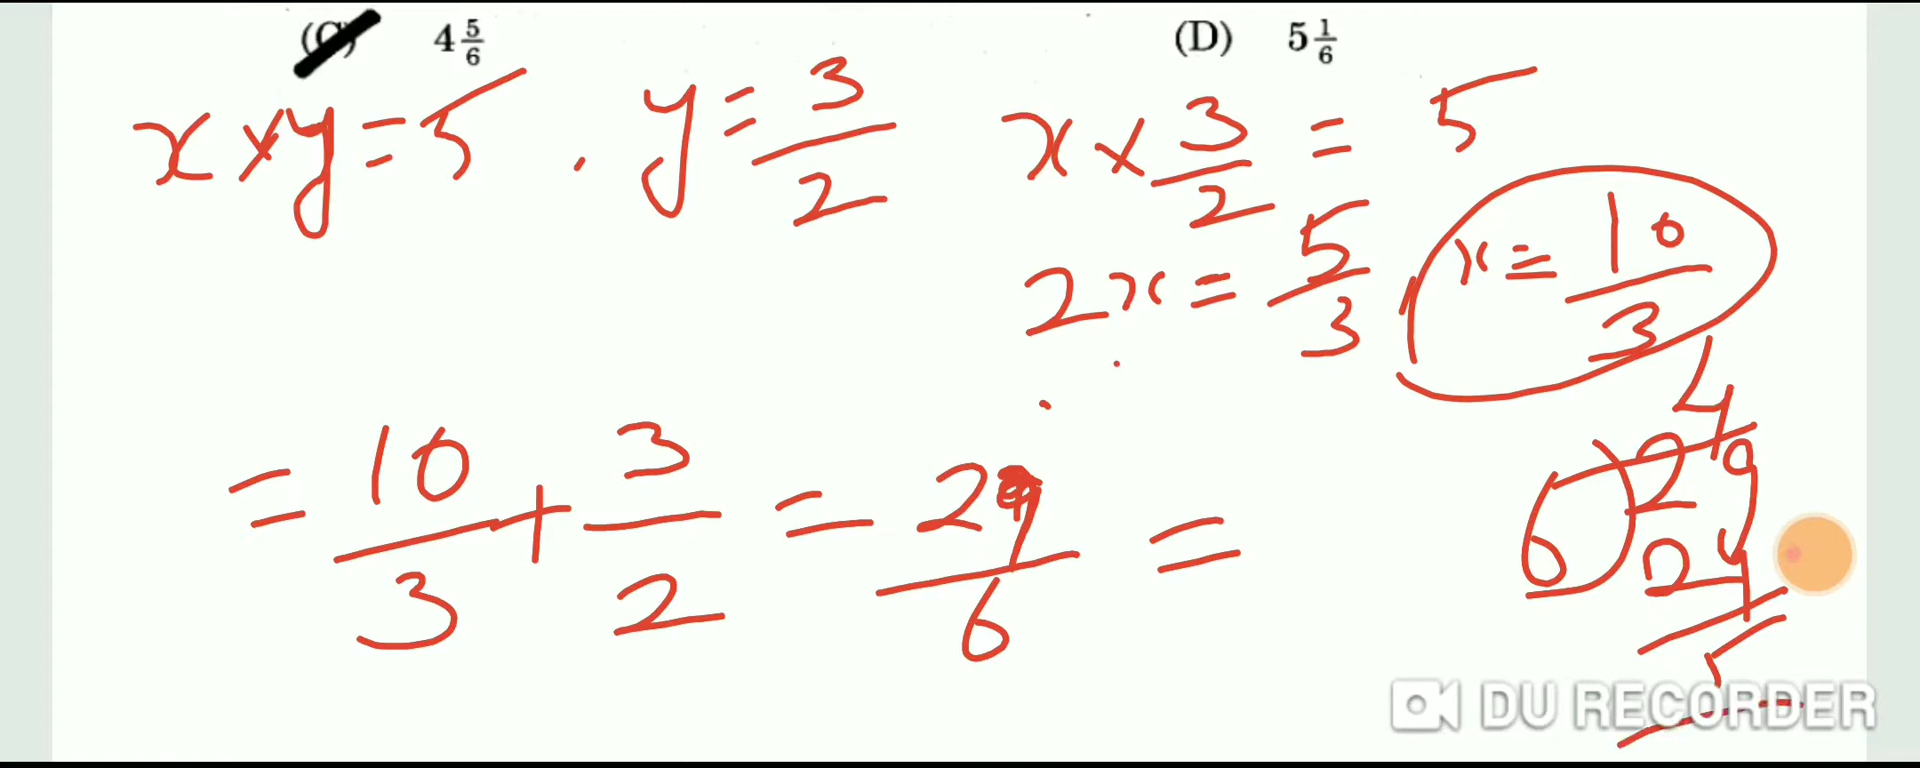 (C) 4 5/6 (D) 5 1/6
x × y = 5 . y = 3/2 x × 3/2 = 5
2x = 5/3 x = 10/3
= 10/3 + 3/2 = 29/6 =
4
6) 29
24
5
DU RECORDER